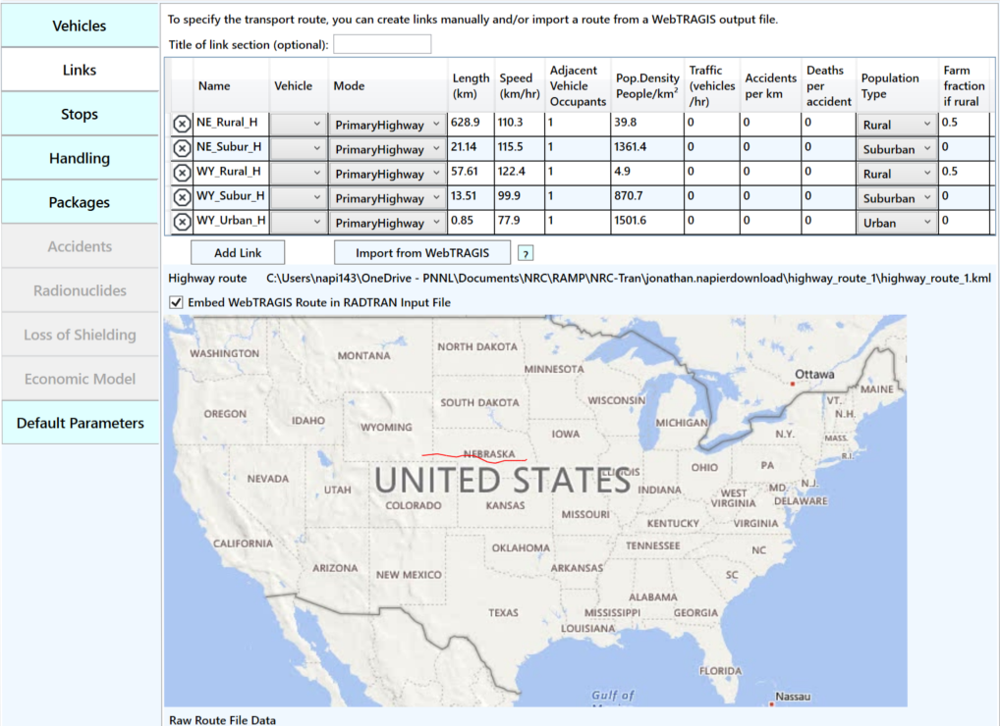 Vehicles
Links
Stops
Handling
Packages
Accidents
Radionuclides
Loss of Shielding
Economic Model
Default Parameters
To specify the transport route, you can create links manually and/or import a route from a WebTRAGIS output file.
Title of link section (optional):
Name Vehicle Mode Length (km) Speed (km/hr) Adjacent Vehicle Occupants Pop.Density People/km² Traffic (vehicles /hr) Accidents per km Deaths per accident Population Type Farm fraction if rural
NE_Rural_H PrimaryHighway 628.9 110.3 1 39.8 0 0 0 Rural 0.5
NE_Subur_H PrimaryHighway 21.14 115.5 1 1361.4 0 0 0 Suburban 0
WY_Rural_H PrimaryHighway 57.61 122.4 1 4.9 0 0 0 Rural 0.5
WY_Subur_H PrimaryHighway 13.51 99.9 1 870.7 0 0 0 Suburban 0
WY_Urban_H PrimaryHighway 0.85 77.9 1 1501.6 0 0 0 Urban 0
Add Link Import from WebTRAGIS ?
Highway route C:\Users\napi143\OneDrive - PNNL\Documents\NRC\RAMP\NRC-Tran\jonathan.napierdownload\highway_route_1\highway_route_1.kml
Embed WebTRAGIS Route in RADTRAN Input File
WASHINGTON MONTANA NORTH DAKOTA
MINNESOTA
Ottawa
MAINE
OREGON IDAHO WYOMING SOUTH DAKOTA WISCONSIN MICHIGAN VT. N.H.
IOWA N.Y. MASS.
NEBRASKA R.I.
NEVADA UTAH UNITED STATES ILLINOIS INDIANA OHIO PA MD. N.J.
COLORADO KANSAS MISSOURI WEST VIRGINIA DELAWARE
CALIFORNIA KENTUCKY VIRGINIA
OKLAHOMA TENNESSEE NC
ARIZONA NEW MEXICO ARKANSAS SC
ALABAMA
TEXAS MISSISSIPPI GEORGIA
LOUISIANA
FLORIDA
Gulf of
Nassau
Raw Route File Data